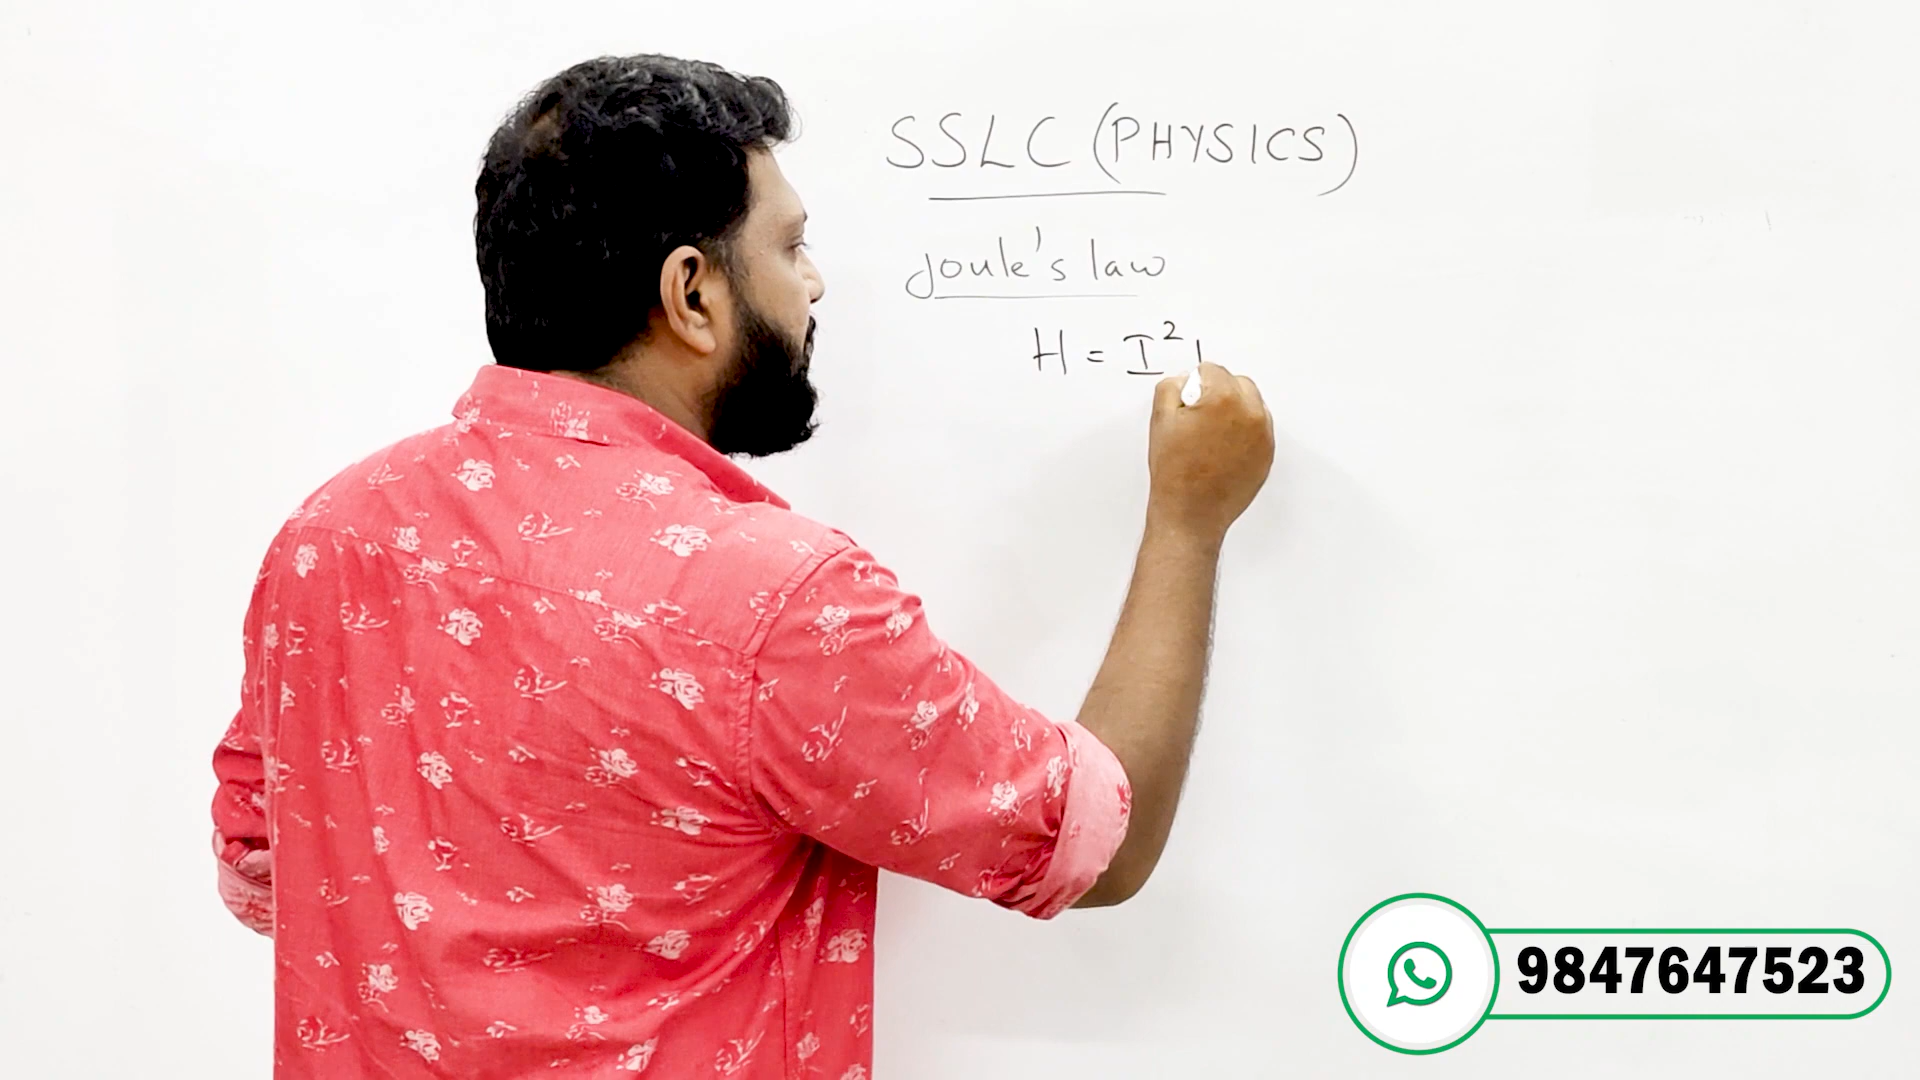 SSLC (PHYSICS)
Joule's law
H = I²
9847647523